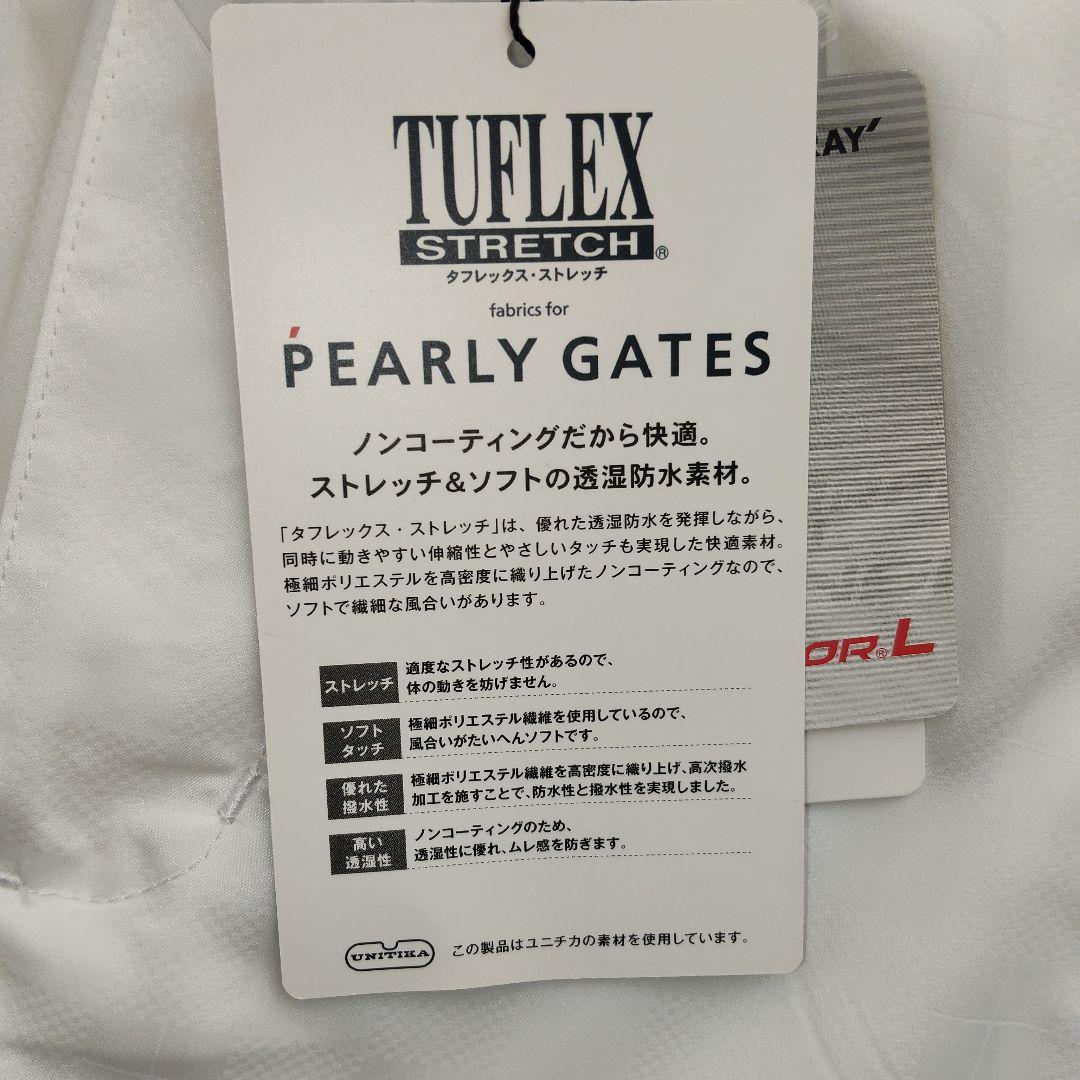 TUFLEX
STRETCH®
タフレックス・ストレッチ
fabrics for
PEARLY GATES
ノンコーティングだから快適。
ストレッチ&ソフトの透湿防水素材。
「タフレックス・ストレッチ」は、優れた透湿防水を発揮しながら、
同時に動きやすい伸縮性とやさしいタッチも実現した快適素材。
極細ポリエステルを高密度に織り上げたノンコーティングなので、
ソフトで繊細な風合いがあります。
ストレッチ
適度なストレッチ性があるので、
体の動きを妨げません。
ソフト
タッチ
極細ポリエステル繊維を使用しているので、
風合いがたいへんソフトです。
優れた
撥水性
極細ポリエステル繊維を高密度に織り上げ、高次撥水
加工を施すことで、防水性と撥水性を実現しました。
高い
透湿性
ノンコーティングのため、
透湿性に優れ、ムレ感を防ぎます。
UNITIKA
この製品はユニチカの素材を使用しています。
RAY'
OR®L